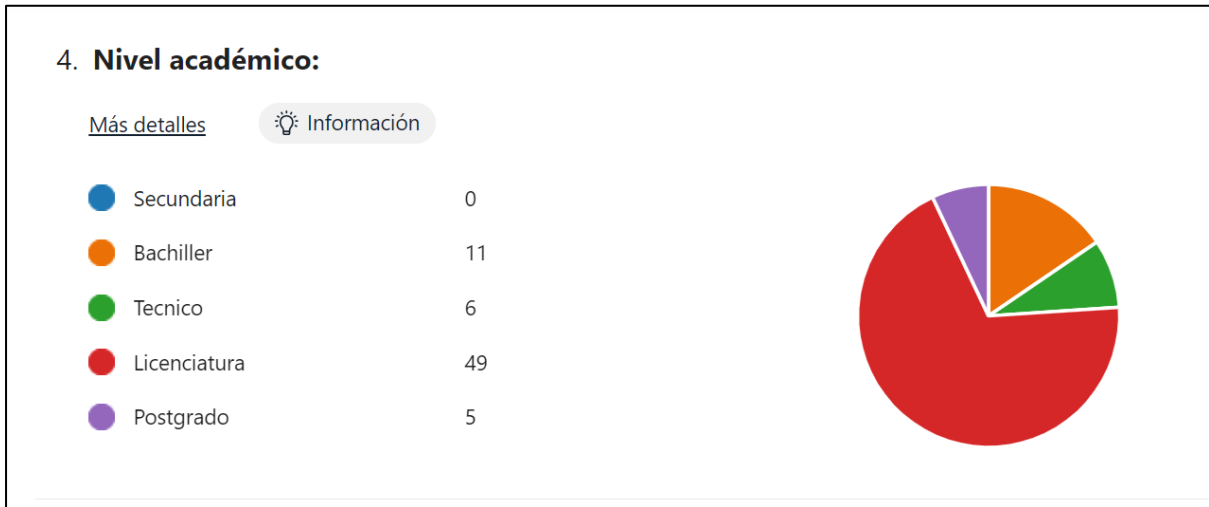 4. Nivel académico:
Más detalles Información
Secundaria 0
Bachiller 11
Tecnico 6
Licenciatura 49
Postgrado 5